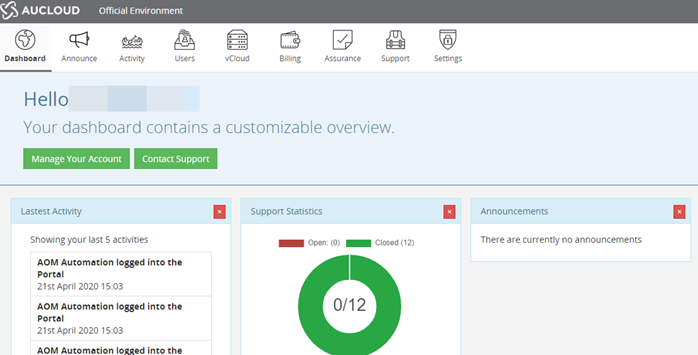 AUCLOUD Official Environment
Dashboard Announce Activity Users vCloud Billing Assurance Support Settings
Hello
Your dashboard contains a customizable overview.
Manage Your Account Contact Support
Lastest Activity
Showing your last 5 activities
AOM Automation logged into the
Portal
21st April 2020 15:03
AOM Automation logged into the
Portal
21st April 2020 15:03
AOM Automation logged into the
Support Statistics
Open: (0) Closed (12)
0/12
Announcements
There are currently no announcements